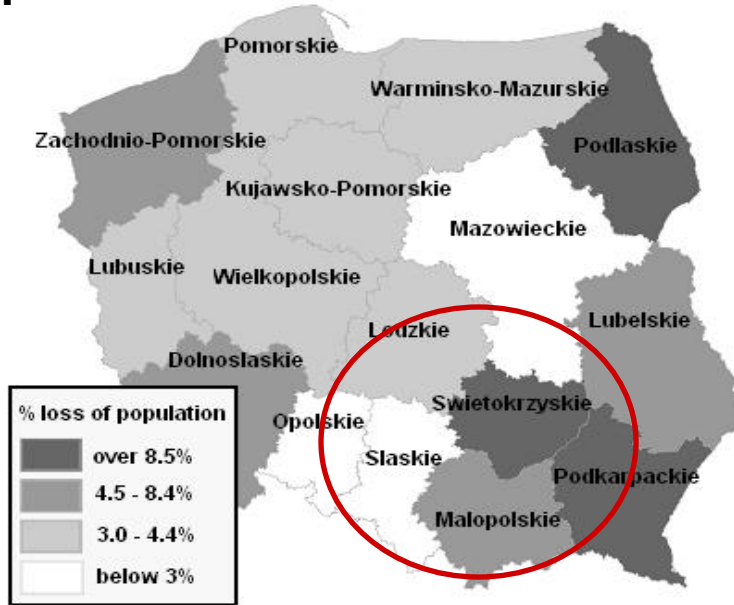 Pomorskie
Warminsko-Mazurskie
Zachodnio-Pomorskie
Podlaskie
Kujawsko-Pomorskie
Mazowieckie
Lubuskie
Wielkopolskie
Lodzkie
Lubelskie
Dolnoslaskie
Swietokrzyskie
Opolskie
Slaskie
Podkarpackie
Malopolskie
% loss of population
over 8.5%
4.5 - 8.4%
3.0 - 4.4%
below 3%